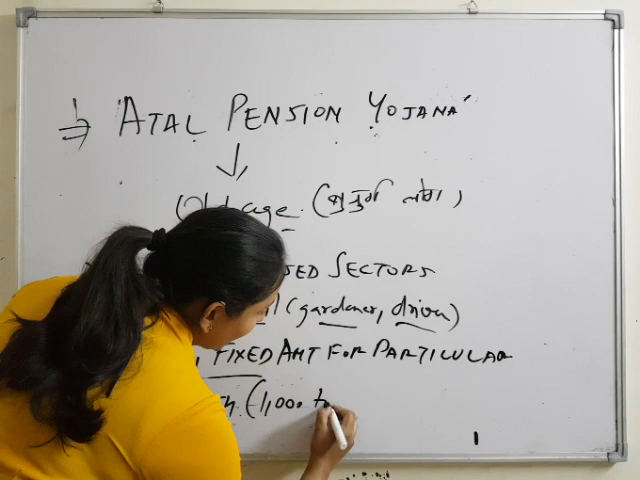 ⇒ "ATAL PENSION YOJANA"
↓
Old age. (बुजुर्ग लोग)
SED SECTORS
(gardener, driver)
, FIXED AMT FOR PARTICULAR
(1,000 to